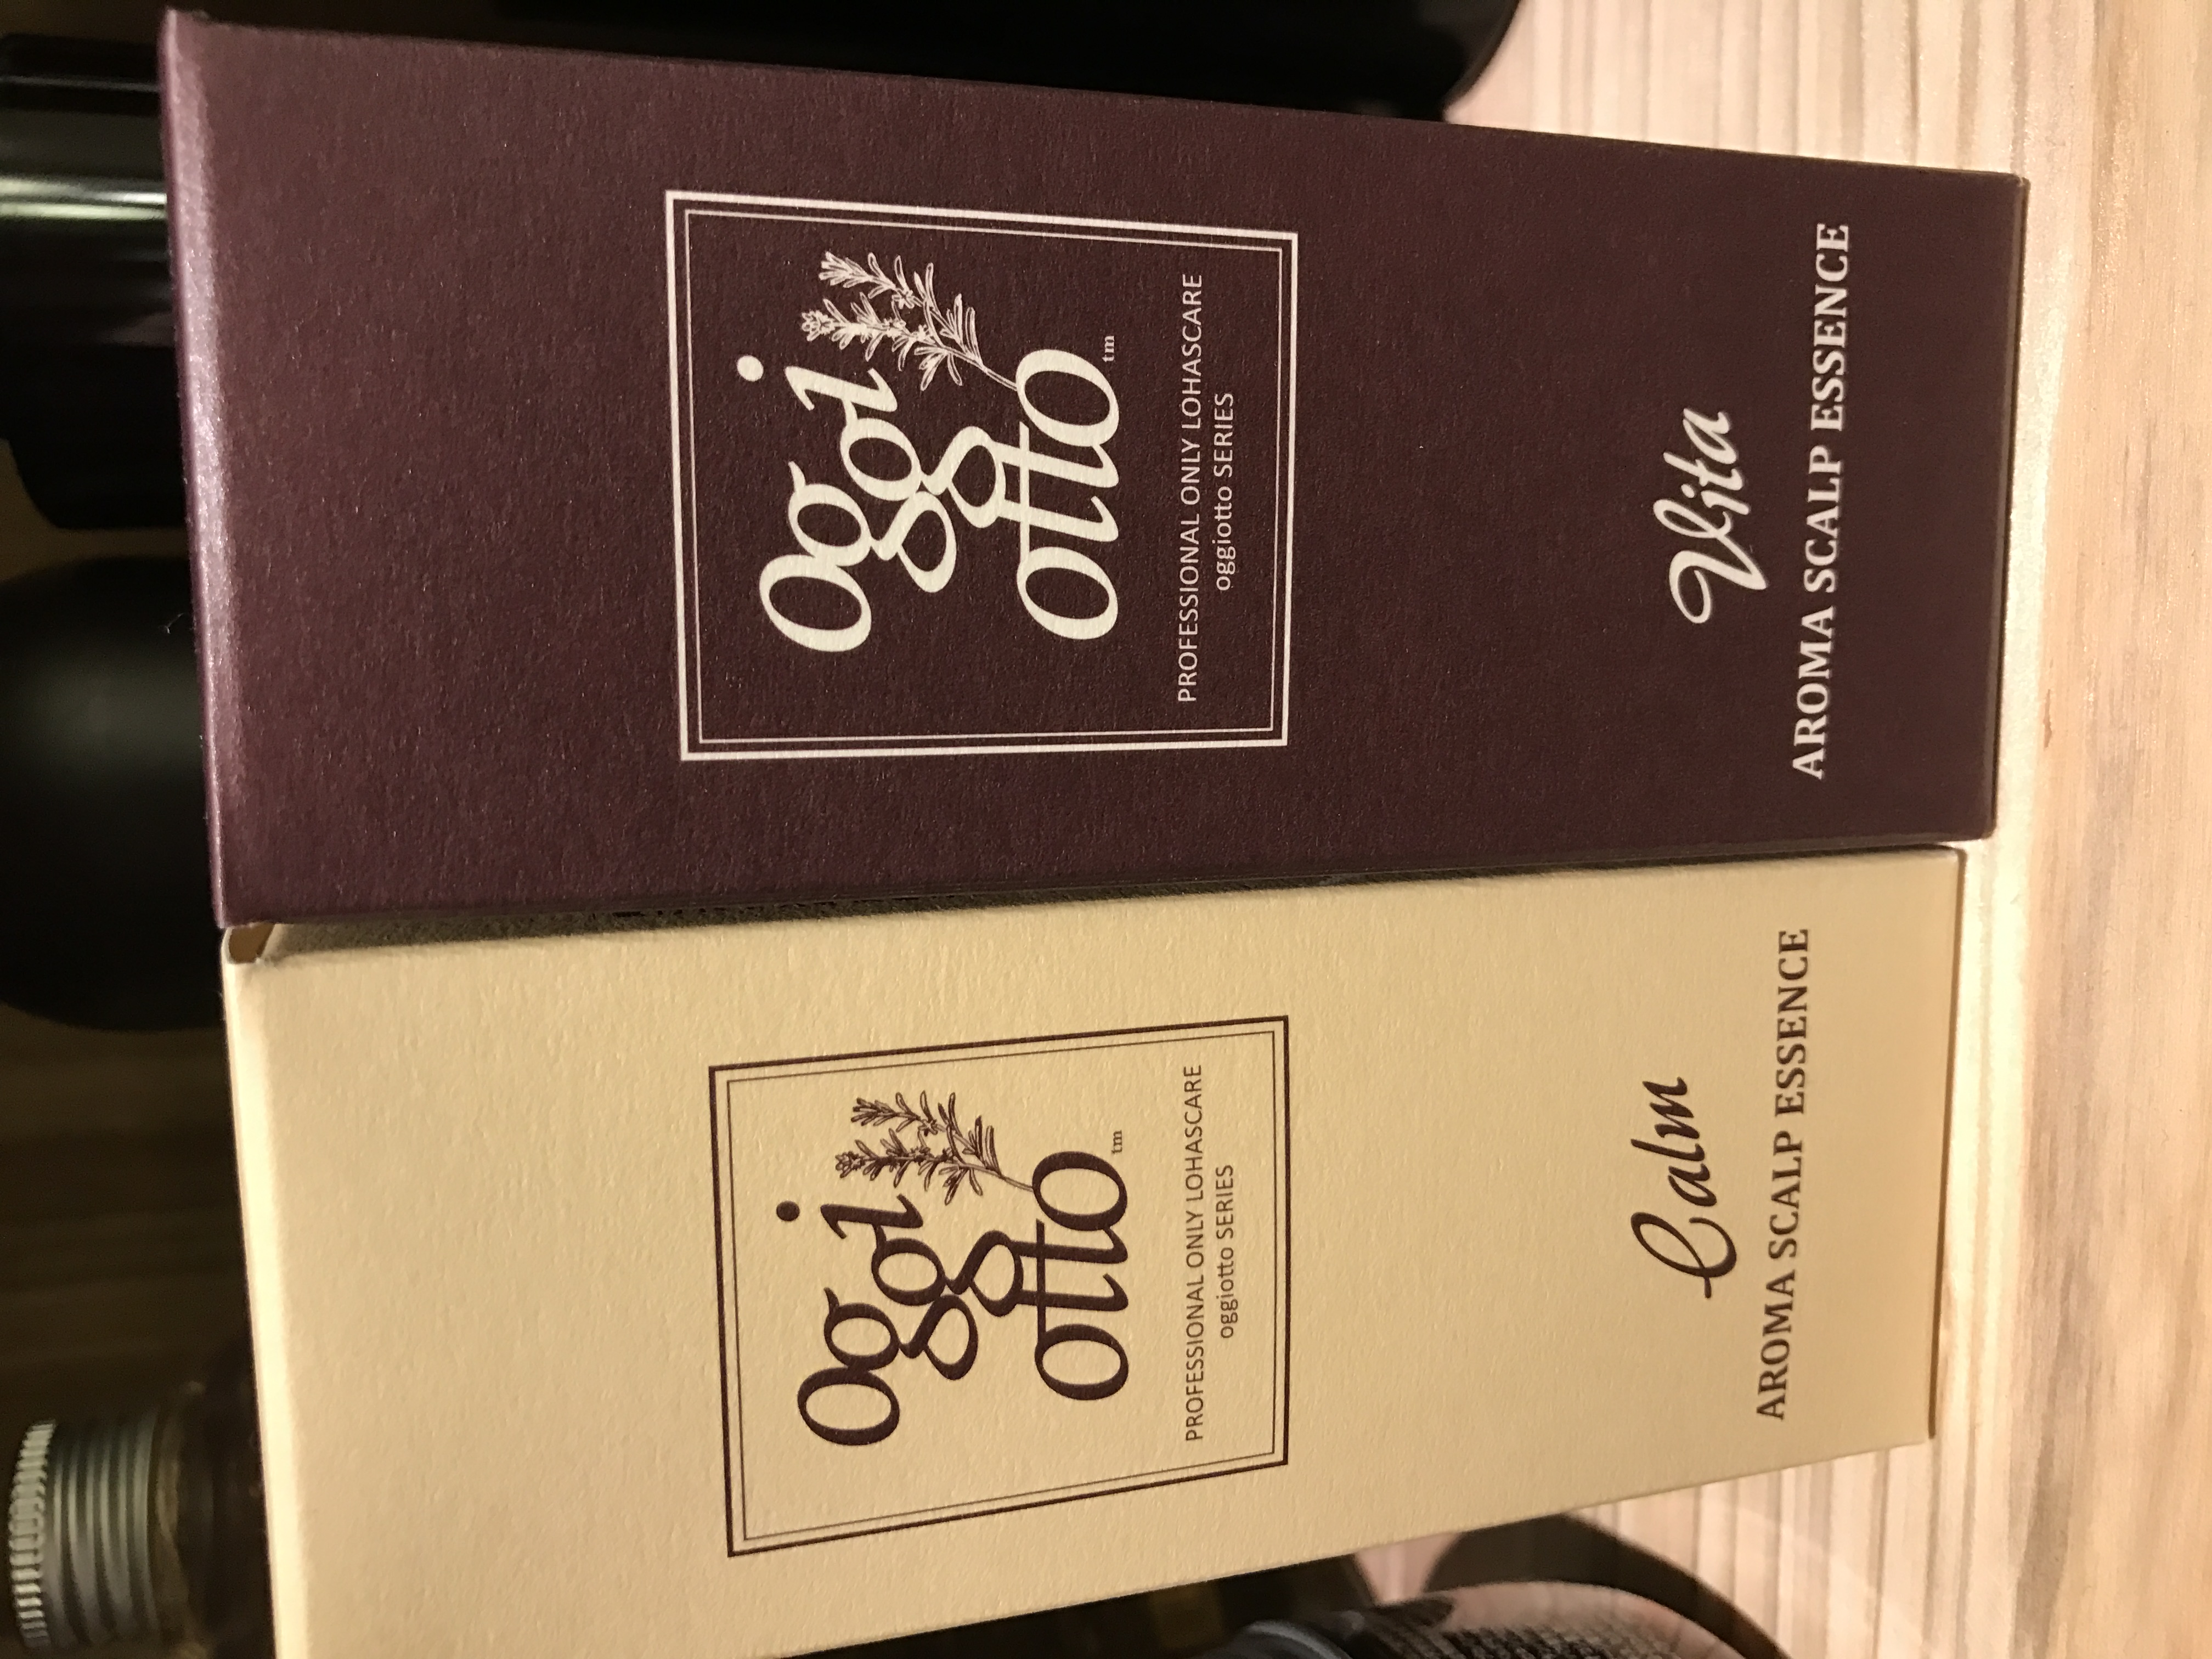 oggi
otto
tm
PROFESSIONAL ONLY LOHASCARE
oggiotto SERIES
Calm
AROMA SCALP ESSENCE
oggi
otto
tm
PROFESSIONAL ONLY LOHASCARE
oggiotto SERIES
Vita
AROMA SCALP ESSENCE